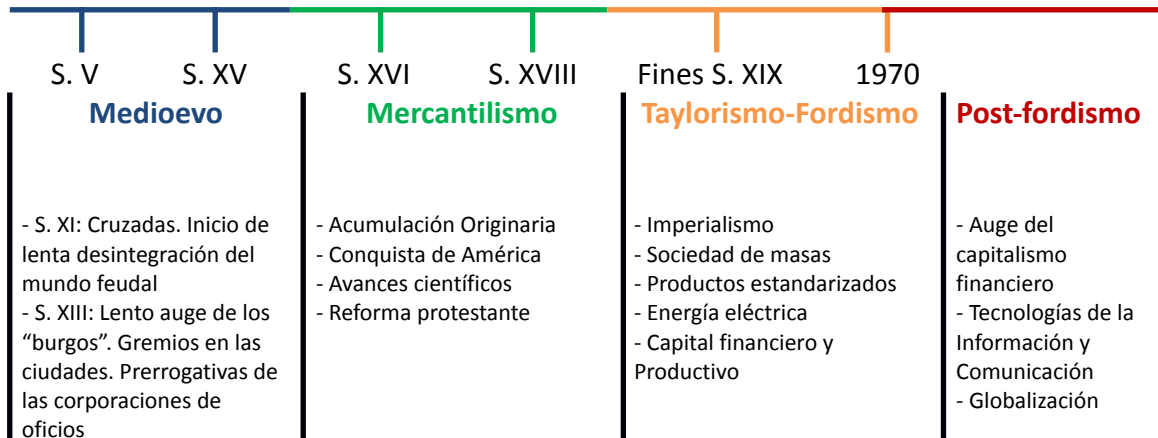 S. V
S. XV
S. XVI
S. XVIII
Fines S. XIX
1970
Medioevo
Mercantilismo
Taylorismo-Fordismo
Post-fordismo
- S. XI: Cruzadas. Inicio de
lenta desintegración del
mundo feudal
- S. XIII: Lento auge de los
“burgos”. Gremios en las
ciudades. Prerrogativas de
las corporaciones de
oficios
- Acumulación Originaria
- Conquista de América
- Avances científicos
- Reforma protestante
- Imperialismo
- Sociedad de masas
- Productos estandarizados
- Energía eléctrica
- Capital financiero y
Productivo
- Auge del
capitalismo
financiero
- Tecnologías de la
Información y
Comunicación
- Globalización